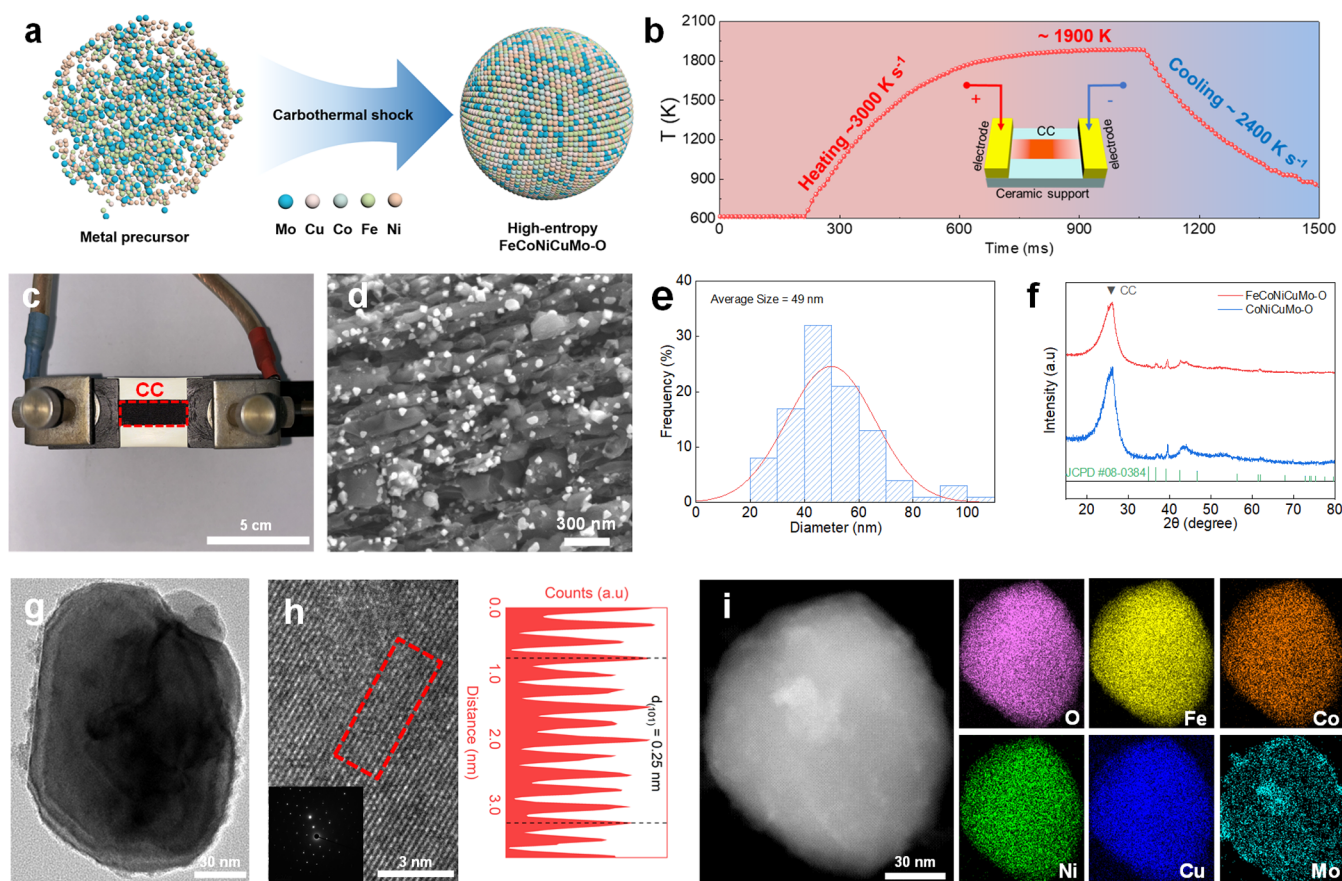 a
Carbothermal shock
Mo Cu Co Fe Ni
Metal precursor
High-entropy
FeCoNiCuMo-O
b
T (K)
2100
1800
1500
1200
900
600
0
300
600
900
1200
1500
Time (ms)
Heating ~3000 K s⁻¹
~ 1900 K
Cooling ~ 2400 K s⁻¹
+
-
CC
electrode
electrode
Ceramic support
c
CC
5 cm
d
300 nm
e
Average Size = 49 nm
Frequency (%)
40
30
20
10
0
0
20
40
60
80
100
Diameter (nm)
f
CC
FeCoNiCuMo-O
CoNiCuMo-O
Intensity (a.u)
JCPD #08-0384
20
30
40
50
60
70
80
2θ (degree)
g
30 nm
h
3 nm
Counts (a.u)
0.0
1.0
2.0
3.0
Distance (nm)
d(101) = 0.25 nm
i
30 nm
O
Fe
Co
Ni
Cu
Mo